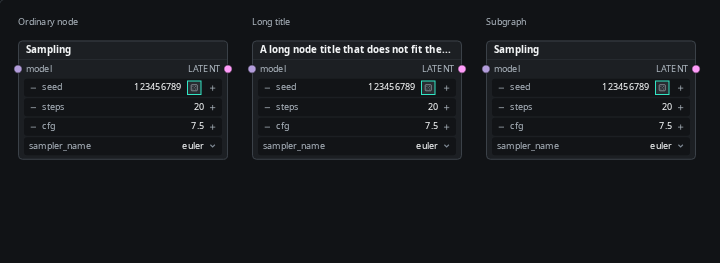 Ordinary node
Long title
Subgraph
Sampling
A long node title that does not fit the...
Sampling
model LATENT
model LATENT
model LATENT
− seed 123456789 +
− seed 123456789 +
− seed 123456789 +
− steps 20 +
− steps 20 +
− steps 20 +
− cfg 7.5 +
− cfg 7.5 +
− cfg 7.5 +
sampler_name euler
sampler_name euler
sampler_name euler